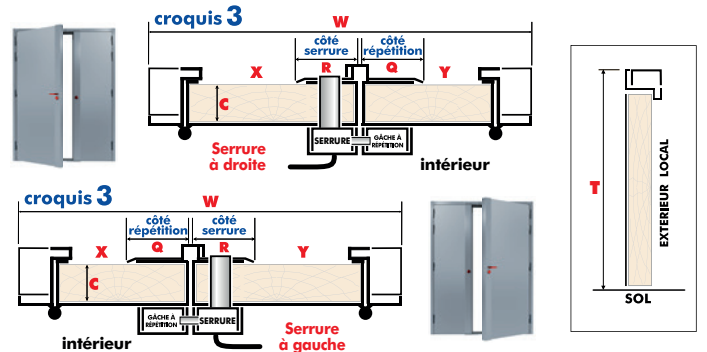 croquis 3
W
côté serrure
côté répétition
X
R
Q
Y
C
SERRURE
GÂCHE À RÉPÉTITION
Serrure à droite
intérieur
croquis 3
W
côté répétition
côté serrure
X
Q
R
Y
C
GÂCHE À RÉPÉTITION
SERRURE
intérieur
Serrure à gauche
T
EXTERIEUR LOCAL
SOL